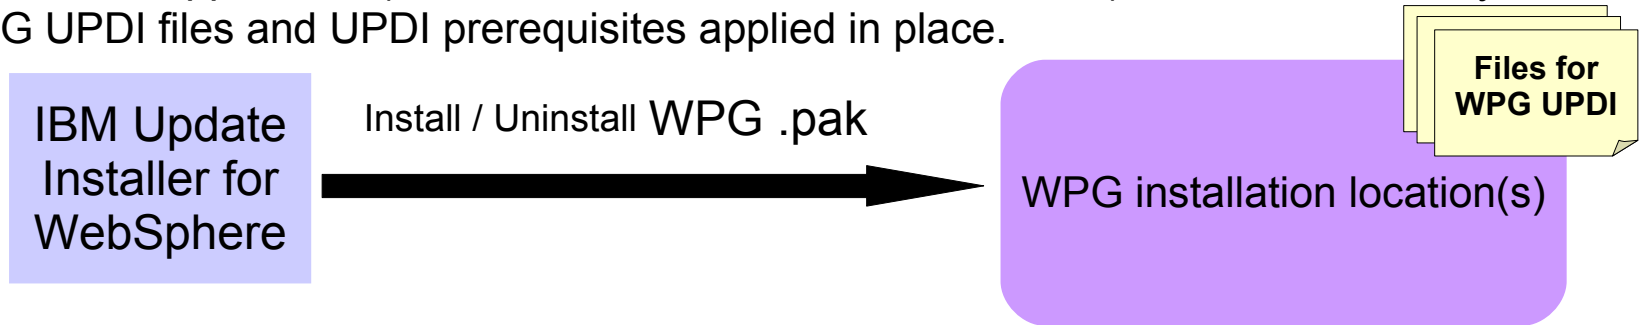 G UPDI files and UPDI prerequisites applied in place.
Files for
WPG UPDI
IBM Update
Installer for
WebSphere
Install / Uninstall WPG .pak
WPG installation location(s)